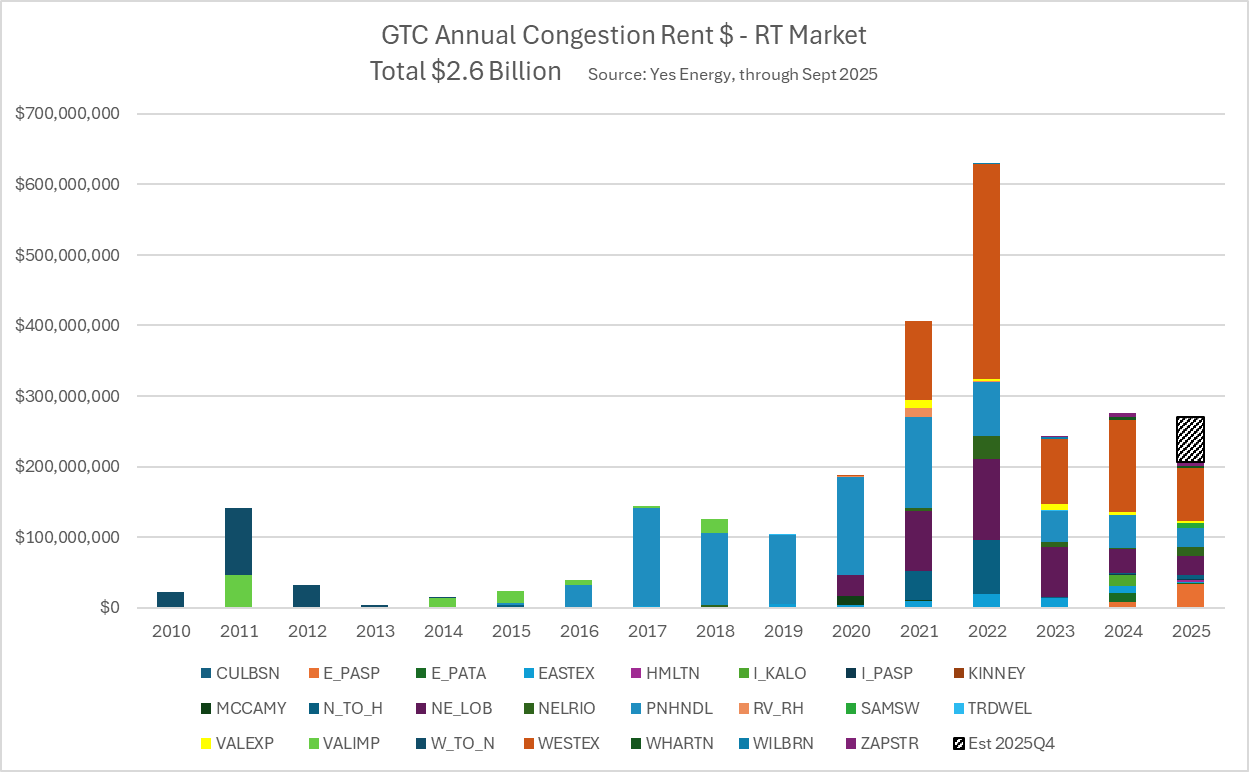 GTC Annual Congestion Rent $ - RT Market
Total $2.6 Billion Source: Yes Energy, through Sept 2025
$700,000,000
$600,000,000
$500,000,000
$400,000,000
$300,000,000
$200,000,000
$100,000,000
$0
2010 2011 2012 2013 2014 2015 2016 2017 2018 2019 2020 2021 2022 2023 2024 2025
CULBSN E_PASP E_PATA EASTEX HMLTN I_KALO I_PASP KINNEY
MCCAMY N_TO_H NE_LOB NELRIO PNHNDL RV_RH SAMSW TRDWEL
VALEXP VALIMP W_TO_N WESTEX WHARTN WILBRN ZAPSTR Est 2025Q4